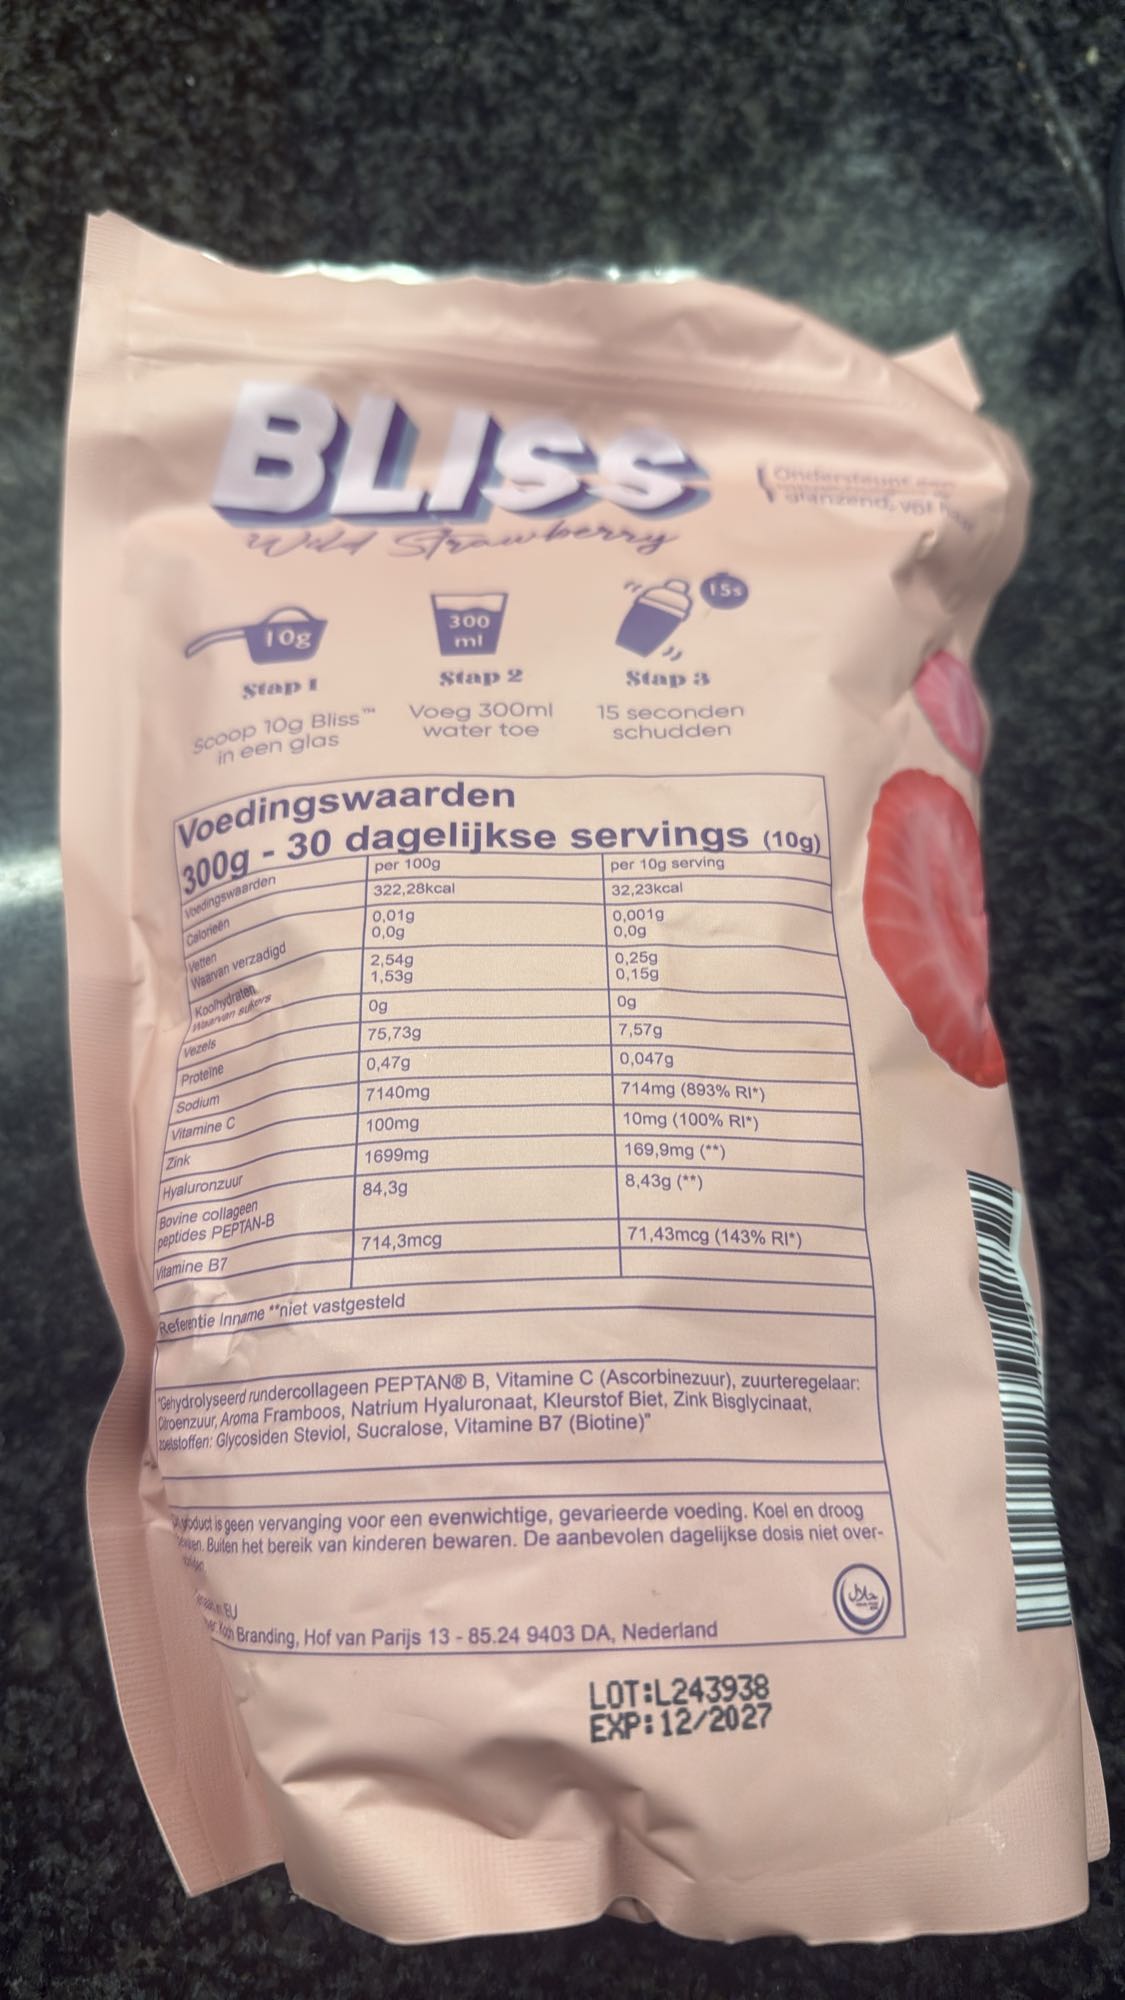 BLISS
Wild Strawberry
glanzend, vol
10g
300
ml
15s
Stap 1
Stap 2
Stap 3
Scoop 10g Bliss™
in een glas
Voeg 300ml
water toe
15 seconden
schudden
Voedingswaarden
300g - 30 dagelijkse servings (10g)
Voedingswaarden per 100g per 10g serving
Calorieën 322,28kcal 32,23kcal
Vetten 0,01g 0,001g
Waarvan verzadigd 0,0g 0,0g
Koolhydraten 2,54g 0,25g
Waarvan suikers 1,53g 0,15g
Vezels 0g 0g
Proteïne 75,73g 7,57g
Sodium 0,47g 0,047g
Vitamine C 7140mg 714mg (893% RI*)
Zink 100mg 10mg (100% RI*)
Hyaluronzuur 1699mg 169,9mg (**)
Bovine collageen
peptides PEPTAN-B 84,3g 8,43g (**)
Vitamine B7 714,3mcg 71,43mcg (143% RI*)
Referentie Inname **niet vastgesteld
"Gehydrolyseerd rundercollageen PEPTAN® B, Vitamine C (Ascorbinezuur), zuurteregelaar:
Citroenzuur, Aroma Framboos, Natrium Hyaluronaat, Kleurstof Biet, Zink Bisglycinaat,
zoetstoffen: Glycosiden Steviol, Sucralose, Vitamine B7 (Biotine)"
product is geen vervanging voor een evenwichtige, gevarieerde voeding. Koel en droog
Buiten het bereik van kinderen bewaren. De aanbevolen dagelijkse dosis niet over-
EU
Branding, Hof van Parijs 13 - 85.24 9403 DA, Nederland
حلال
LOT:L243938
EXP:12/2027